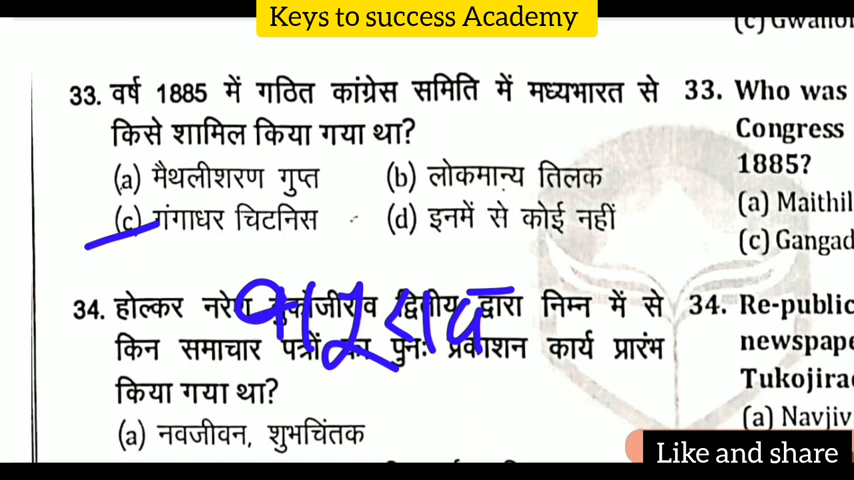 Keys to success Academy
33. वर्ष 1885 में गठित कांग्रेस समिति में मध्यभारत से
किसे शामिल किया गया था?
(a) मैथलीशरण गुप्त (b) लोकमान्य तिलक
(c) गंगाधर चिटनिस (d) इनमें से कोई नहीं
34. होल्कर नरेश तुकोजीराव द्वितीय द्वारा निम्न में से
किन समाचार पत्रों का पुनः प्रकाशन कार्य प्रारंभ
किया गया था?
(a) नवजीवन, शुभचिंतक
(c) Gwalior
33. Who was
Congress
1885?
(a) Maithil
(c) Gangad
34. Re-public
newspape
Tukojirao
(a) Navjiv
Like and share